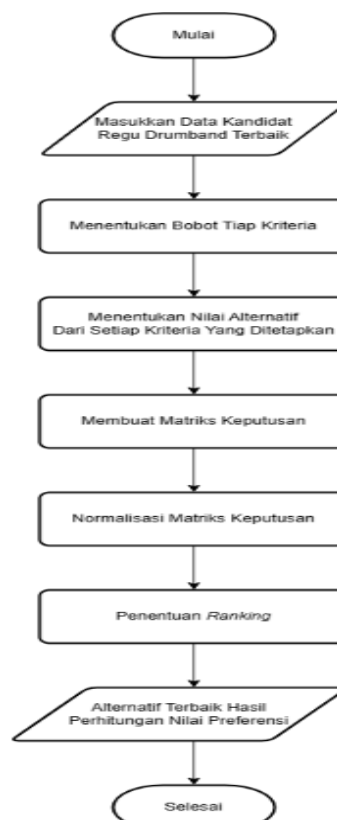 Mulai
Masukkan Data Kandidat
Regu Drumband Terbaik
Menentukan Bobot Tiap Kriteria
Menentukan Nilai Alternatif
Dari Setiap Kriteria Yang Ditetapkan
Membuat Matriks Keputusan
Normalisasi Matriks Keputusan
Penentuan Ranking
Alternatif Terbaik Hasil
Perhitungan Nilai Preferensi
Selesai